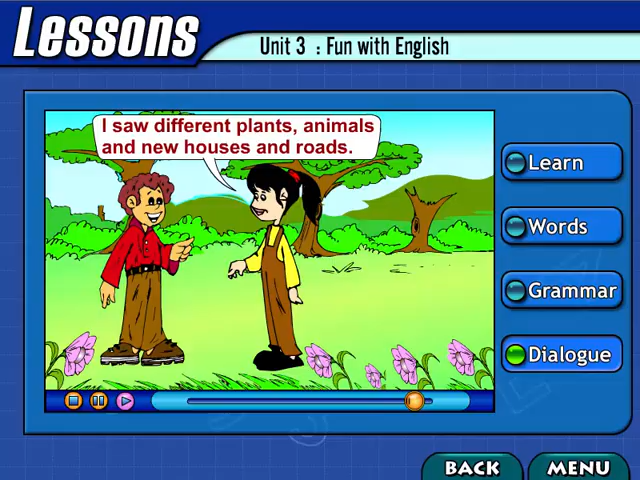 Lessons
Unit 3 : Fun with English
I saw different plants, animals
and new houses and roads.
Learn
Words
Grammar
Dialogue
BACK
MENU